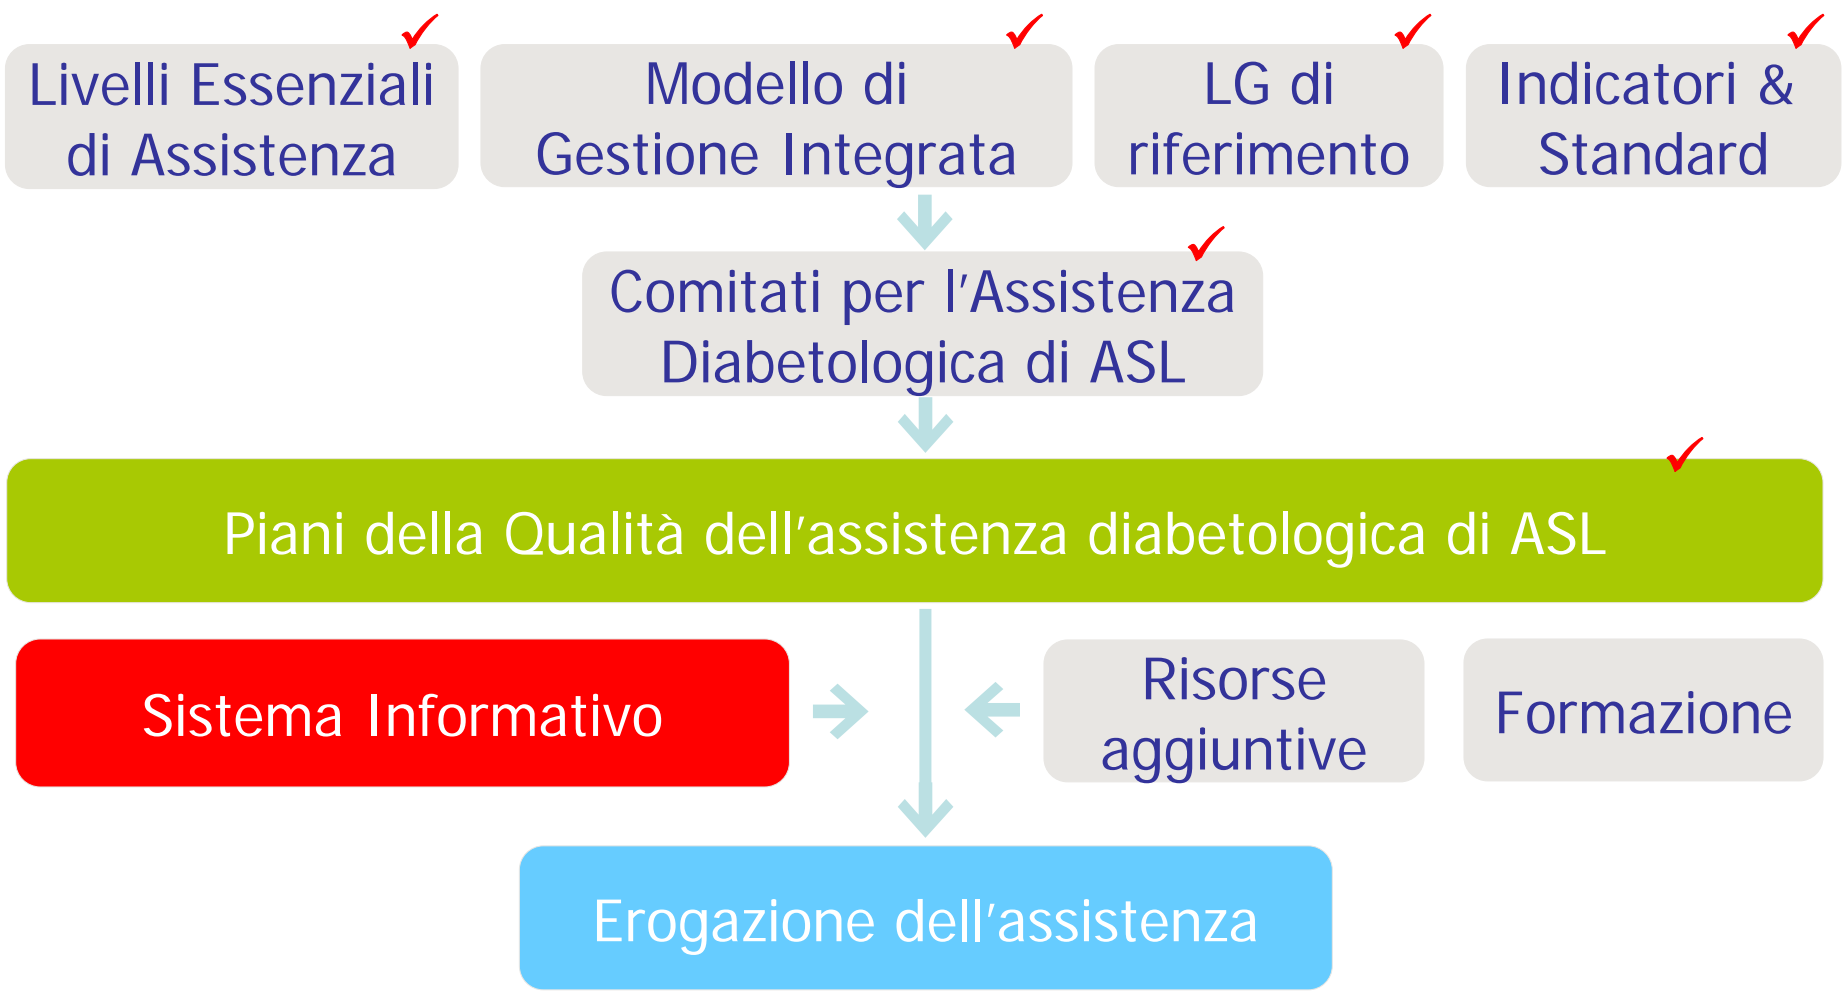 Livelli Essenziali
di Assistenza
Modello di
Gestione Integrata
LG di
riferimento
Indicatori &
Standard
Comitati per l'Assistenza
Diabetologica di ASL
Piani della Qualità dell'assistenza diabetologica di ASL
Sistema Informativo
Risorse
aggiuntive
Formazione
Erogazione dell'assistenza